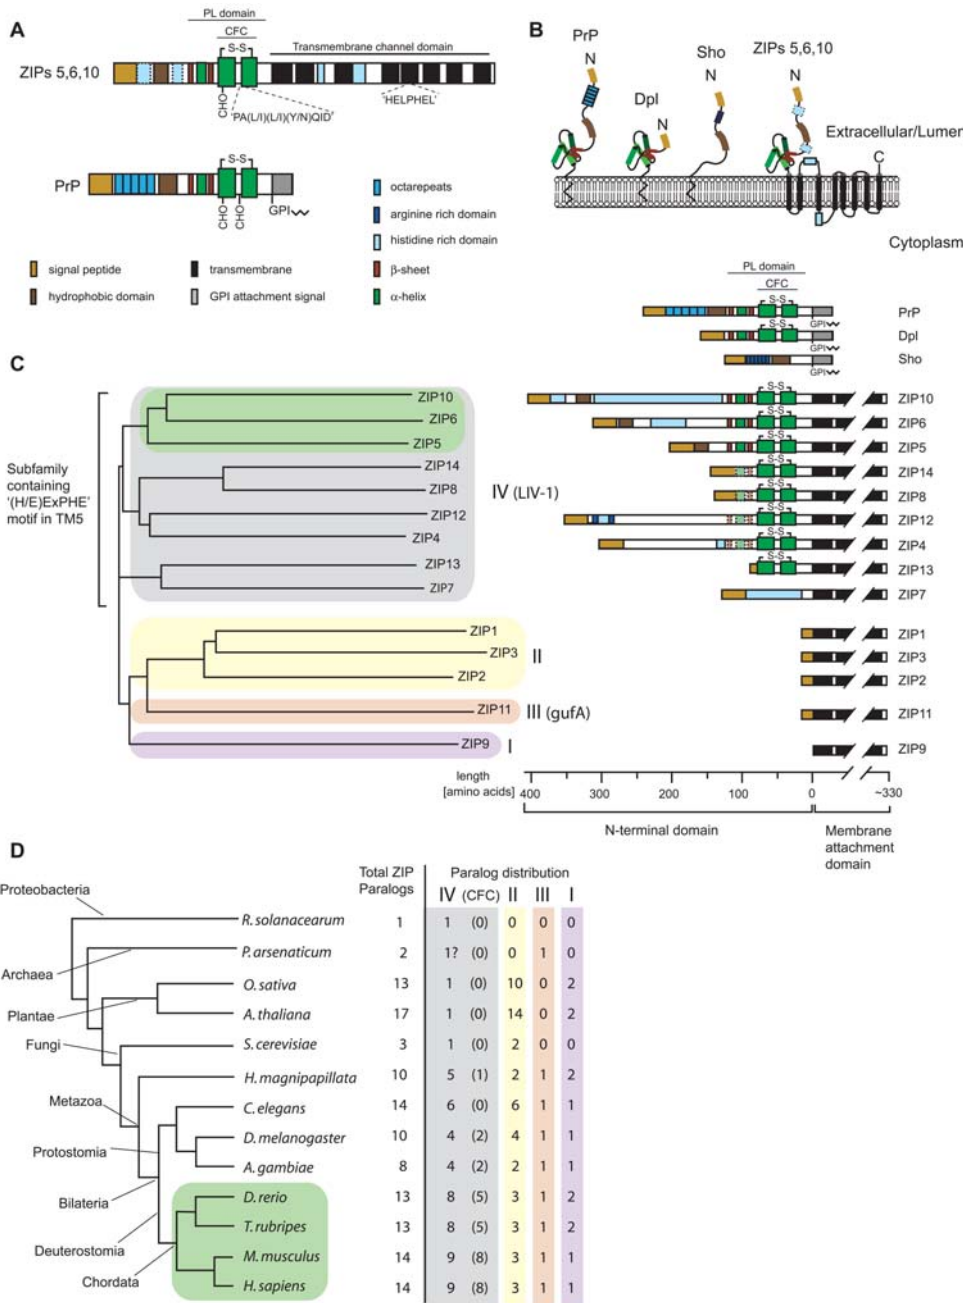 A
PL domain
CFC
S-S
Transmembrane channel domain
ZIPs 5,6,10
CHO
'PA(L/I)(L/I)(Y/N)QID'
'HELPHEL'
S-S
PrP
CHO
CHO
GPI
octarepeats
arginine rich domain
histidine rich domain
signal peptide
transmembrane
β-sheet
hydrophobic domain
GPI attachment signal
α-helix
B
PrP
N
Dpl
N
Sho
N
ZIPs 5,6,10
N
Extracellular/Lumen
C
Cytoplasm
PL domain
CFC
S-S
PrP
GPI
S-S
Dpl
GPI
Sho
GPI
C
Subfamily
containing
'(H/E)ExPHE'
motif in TM5
ZIP10
ZIP6
ZIP5
ZIP14
ZIP8
ZIP12
ZIP4
ZIP13
ZIP7
IV (LIV-1)
ZIP1
ZIP3
ZIP2
II
ZIP11
III (gufA)
ZIP9
I
S-S
ZIP10
S-S
ZIP6
S-S
ZIP5
S-S
ZIP14
S-S
ZIP8
S-S
ZIP12
S-S
ZIP4
S-S
ZIP13
ZIP7
ZIP1
ZIP3
ZIP2
ZIP11
ZIP9
length
[amino acids]
400 300 200 100 0 ~330
N-terminal domain
Membrane
attachment
domain
D
Total ZIP
Paralogs
Paralog distribution
IV (CFC) II III I
Proteobacteria
Archaea
Plantae
Fungi
Metazoa
Protostomia
Bilateria
Deuterostomia
Chordata
R. solanacearum 1 1 (0) 0 0 0
P. arsenaticum 2 1? (0) 0 1 0
O. sativa 13 1 (0) 10 0 2
A. thaliana 17 1 (0) 14 0 2
S. cerevisiae 3 1 (0) 2 0 0
H. magnipapillata 10 5 (1) 2 1 2
C. elegans 14 6 (0) 6 1 1
D. melanogaster 10 4 (2) 4 1 1
A. gambiae 8 4 (2) 2 1 1
D. rerio 13 8 (5) 3 1 2
T. rubripes 13 8 (5) 3 1 2
M. musculus 14 9 (8) 3 1 1
H. sapiens 14 9 (8) 3 1 1